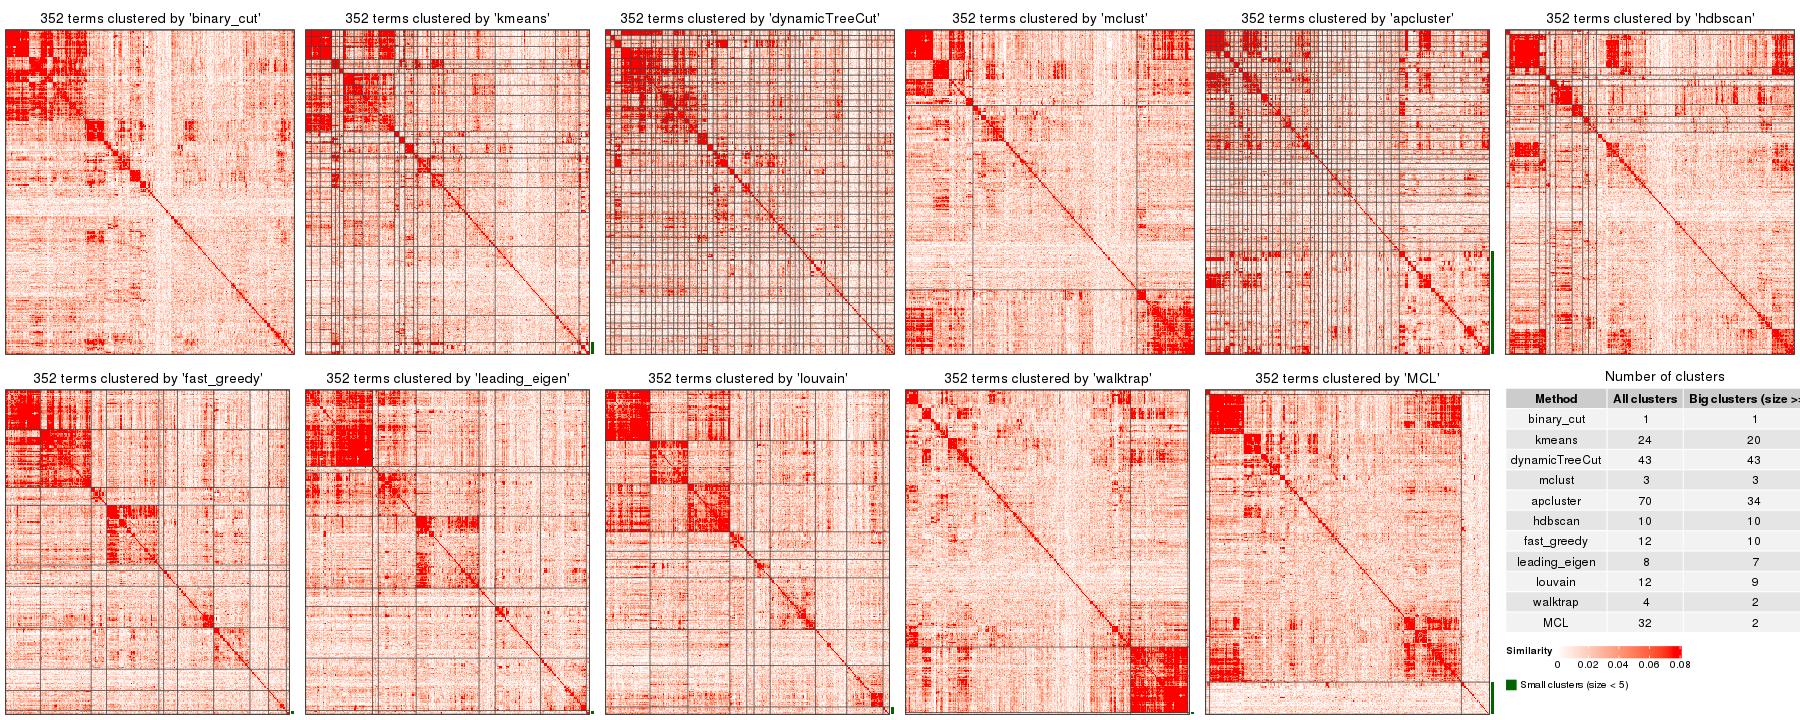 352 terms clustered by 'binary_cut'
352 terms clustered by 'kmeans'
352 terms clustered by 'dynamicTreeCut'
352 terms clustered by 'mclust'
352 terms clustered by 'apcluster'
352 terms clustered by 'hdbscan'
352 terms clustered by 'fast_greedy'
352 terms clustered by 'leading_eigen'
352 terms clustered by 'louvain'
352 terms clustered by 'walktrap'
352 terms clustered by 'MCL'
Number of clusters
Method All clusters Big clusters (size >=
binary_cut 1 1
kmeans 24 20
dynamicTreeCut 43 43
mclust 3 3
apcluster 70 34
hdbscan 10 10
fast_greedy 12 10
leading_eigen 8 7
louvain 12 9
walktrap 4 2
MCL 32 2
Similarity
0 0.02 0.04 0.06 0.08
Small clusters (size < 5)